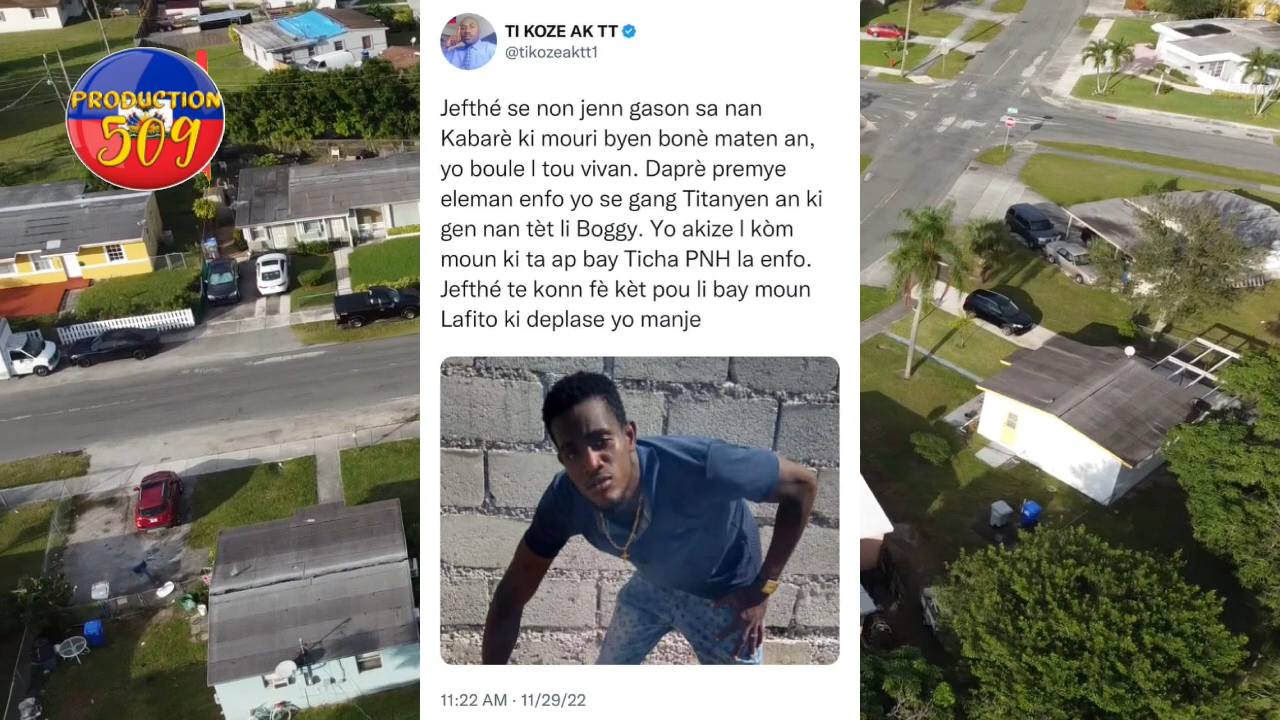 PRODUCTION
509
TI KOZE AK TT
@tikozeaktt1
Jefthé se non jenn gason sa nan
Kabarè ki mouri byen bonè maten an,
yo boule l tou vivan. Daprè premye
eleman enfo yo se gang Titanyen an ki
gen nan tèt li Boggy. Yo akize l kòm
moun ki ta ap bay Ticha PNH la enfo.
Jefthé te konn fè kèt pou li bay moun
Lafito ki deplase yo manje
11:22 AM · 11/29/22